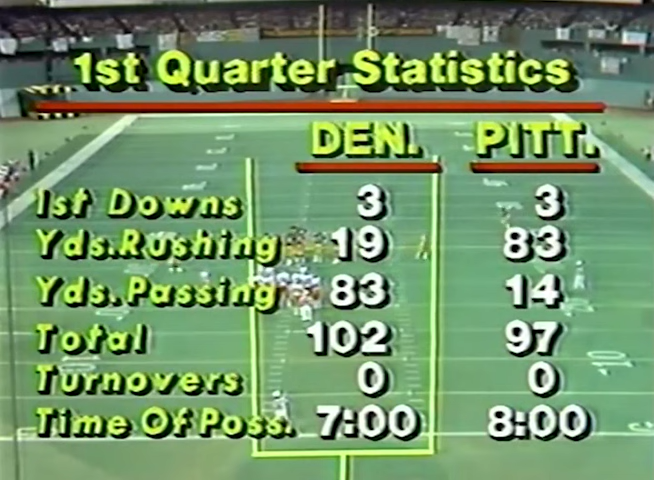 1st Quarter Statistics
DEN. PITT.
1st Downs 3 3
Yds.Rushing 19 83
Yds.Passing 83 14
Total 102 97
Turnovers 0 0
Time Of Poss. 7:00 8:00
10